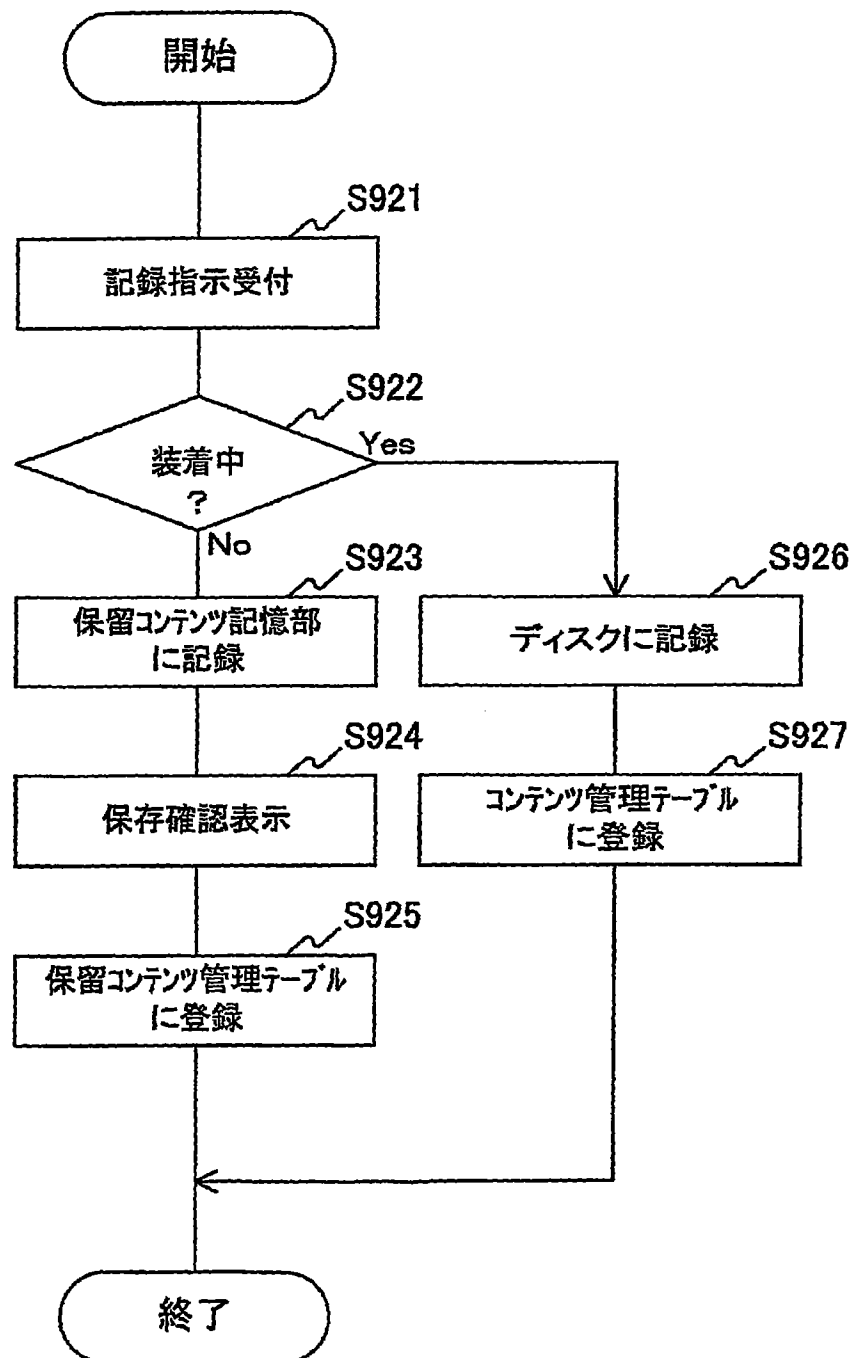 開始
S921
記録指示受付
S922
装着中
?
Yes
No
S923
保留コンテンツ記憶部
に記録
S924
保存確認表示
S925
保留コンテンツ管理テーブル
に登録
S926
ディスクに記録
S927
コンテンツ管理テーブル
に登録
終了